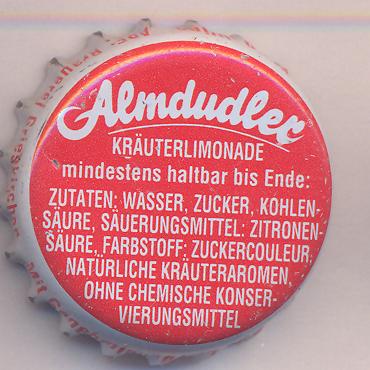 Almdudler
KRÄUTERLIMONADE
mindestens haltbar bis Ende:
ZUTATEN: WASSER, ZUCKER, KOHLEN-
SÄURE, SÄUERUNGSMITTEL: ZITRONEN-
SÄURE, FARBSTOFF: ZUCKERCOULEUR,
NATÜRLICHE KRÄUTERAROMEN,
OHNE CHEMISCHE KONSER-
VIERUNGSMITTEL